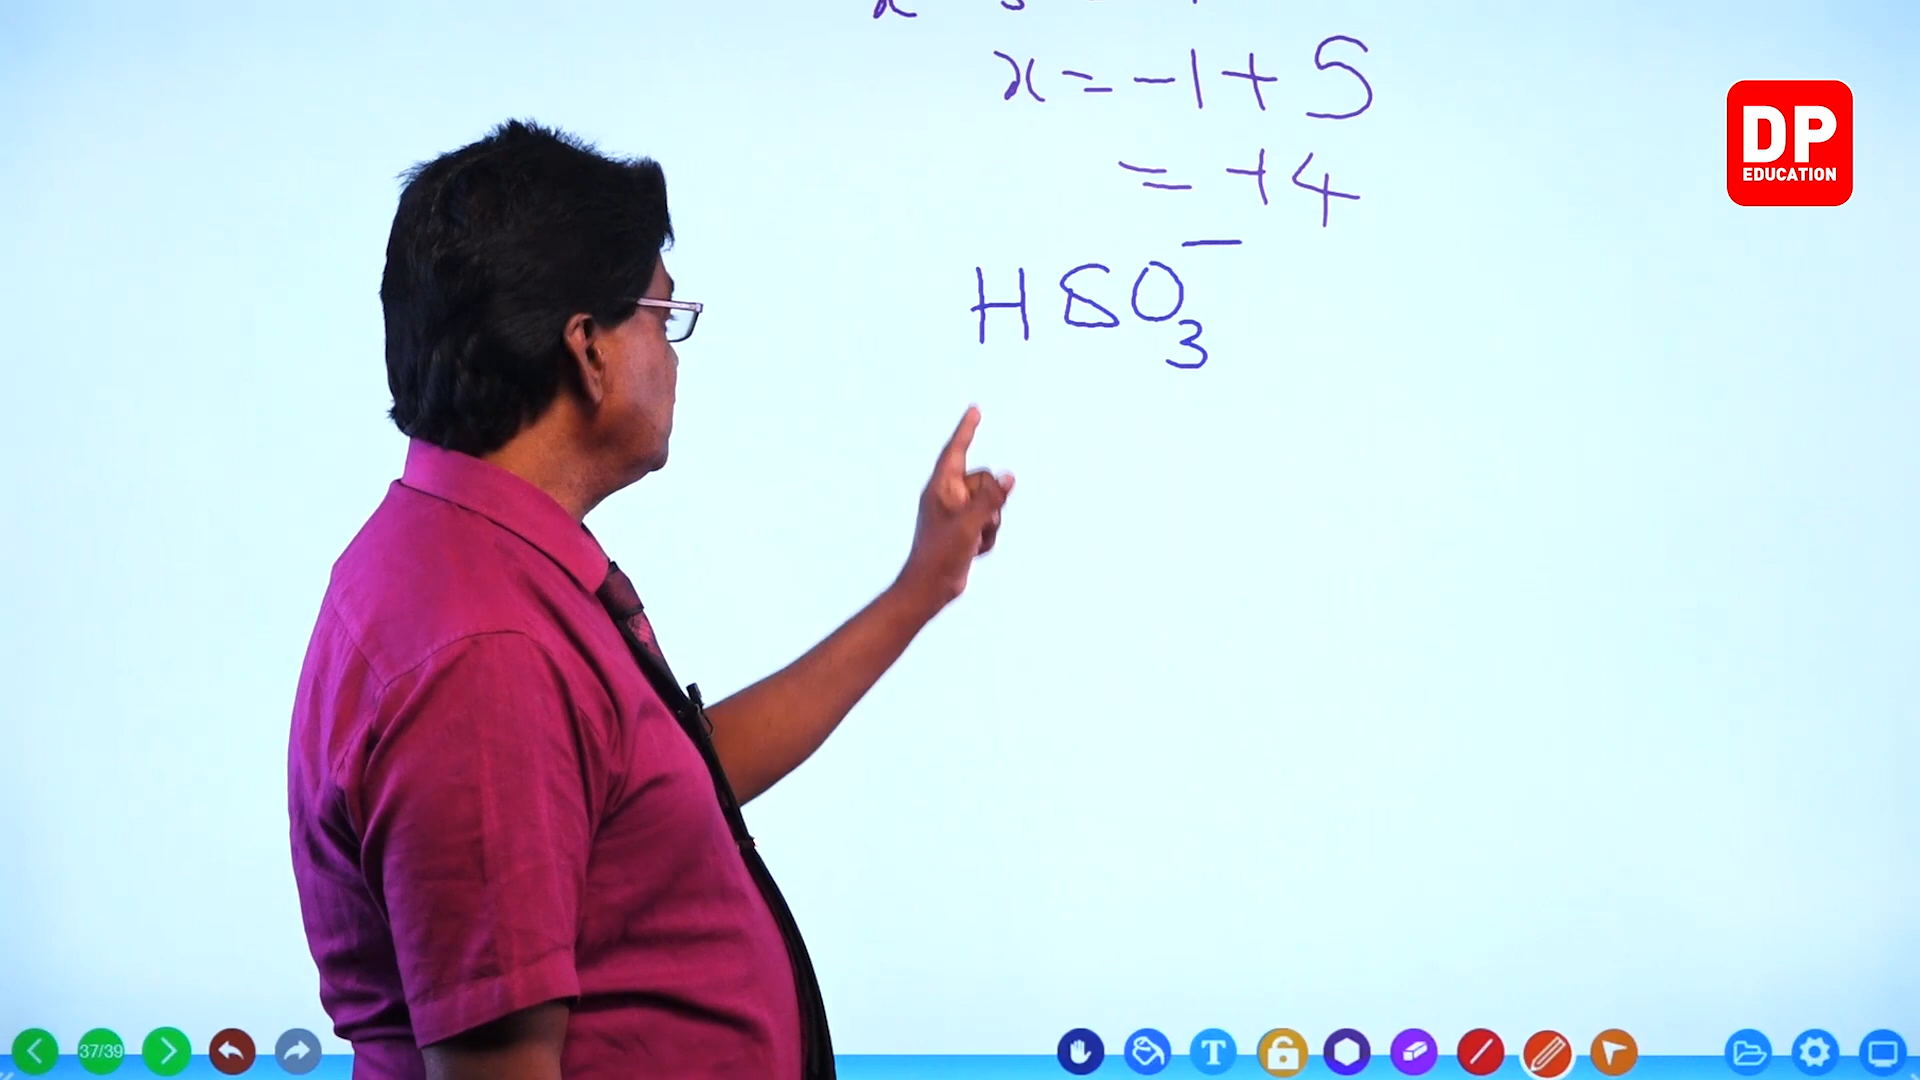 x = -1 + 5
= +4
HSO₃⁻
DP
EDUCATION
37/39
T